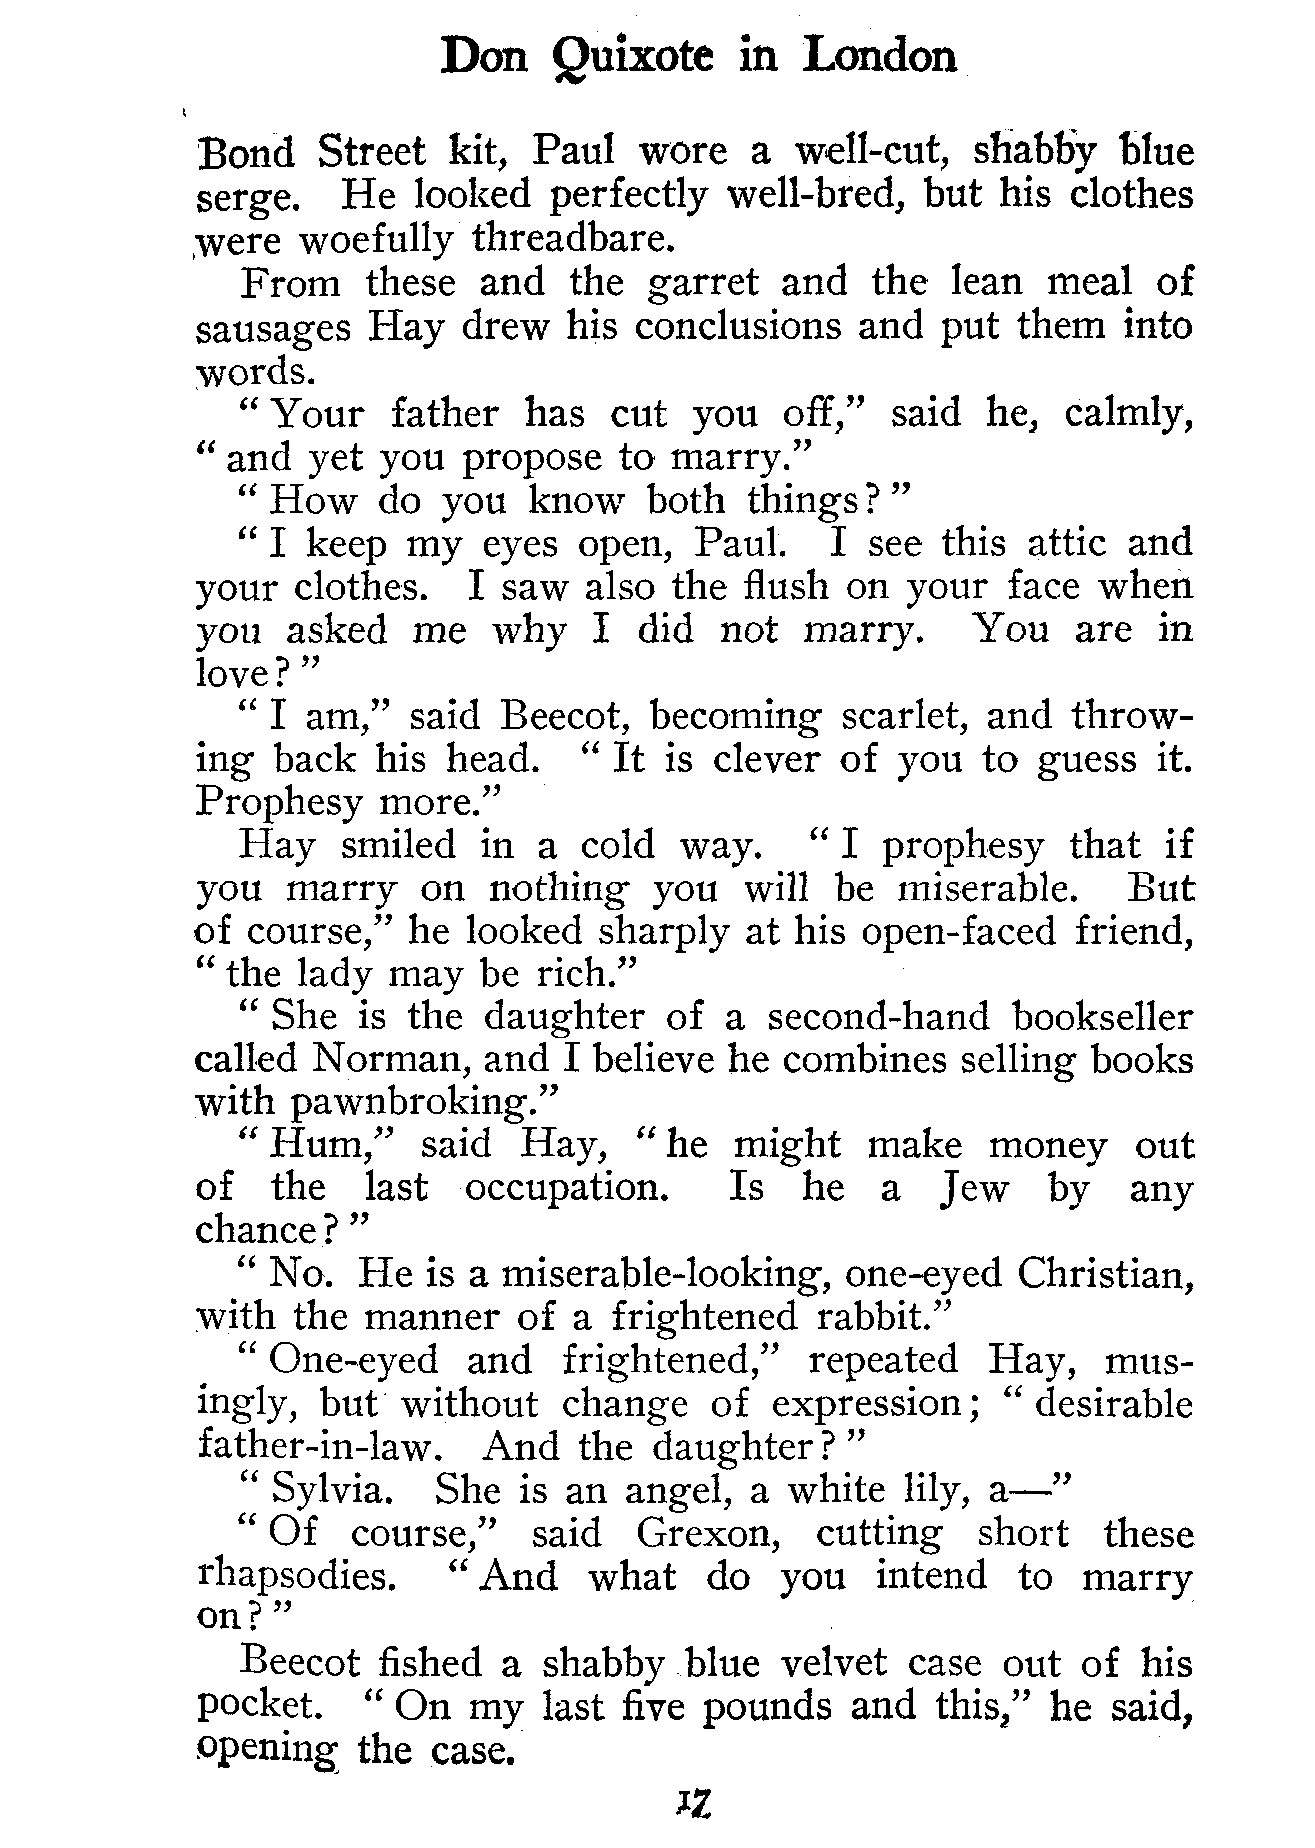 Don Quixote in London
Bond Street kit, Paul wore a well-cut, shabby blue
serge. He looked perfectly well-bred, but his clothes
were woefully threadbare.
From these and the garret and the lean meal of
sausages Hay drew his conclusions and put them into
words.
“ Your father has cut you off,” said he, calmly,
“ and yet you propose to marry.”
“ How do you know both things? ”
“ I keep my eyes open, Paul. I see this attic and
your clothes. I saw also the flush on your face when
you asked me why I did not marry. You are in
love? ”
“ I am,” said Beecot, becoming scarlet, and throw-
ing back his head. “ It is clever of you to guess it.
Prophesy more.”
Hay smiled in a cold way. “ I prophesy that if
you marry on nothing you will be miserable. But
of course,” he looked sharply at his open-faced friend,
“ the lady may be rich.”
“ She is the daughter of a second-hand bookseller
called Norman, and I believe he combines selling books
with pawnbroking.”
“ Hum,” said Hay, “ he might make money out
of the last occupation. Is he a Jew by any
chance? ”
“ No. He is a miserable-looking, one-eyed Christian,
with the manner of a frightened rabbit.”
“ One-eyed and frightened,” repeated Hay, mus-
ingly, but without change of expression; “ desirable
father-in-law. And the daughter? ”
“ Sylvia. She is an angel, a white lily, a—”
“ Of course,” said Grexon, cutting short these
rhapsodies. “ And what do you intend to marry
on? ”
Beecot fished a shabby blue velvet case out of his
pocket. “ On my last five pounds and this,” he said,
opening the case.
17